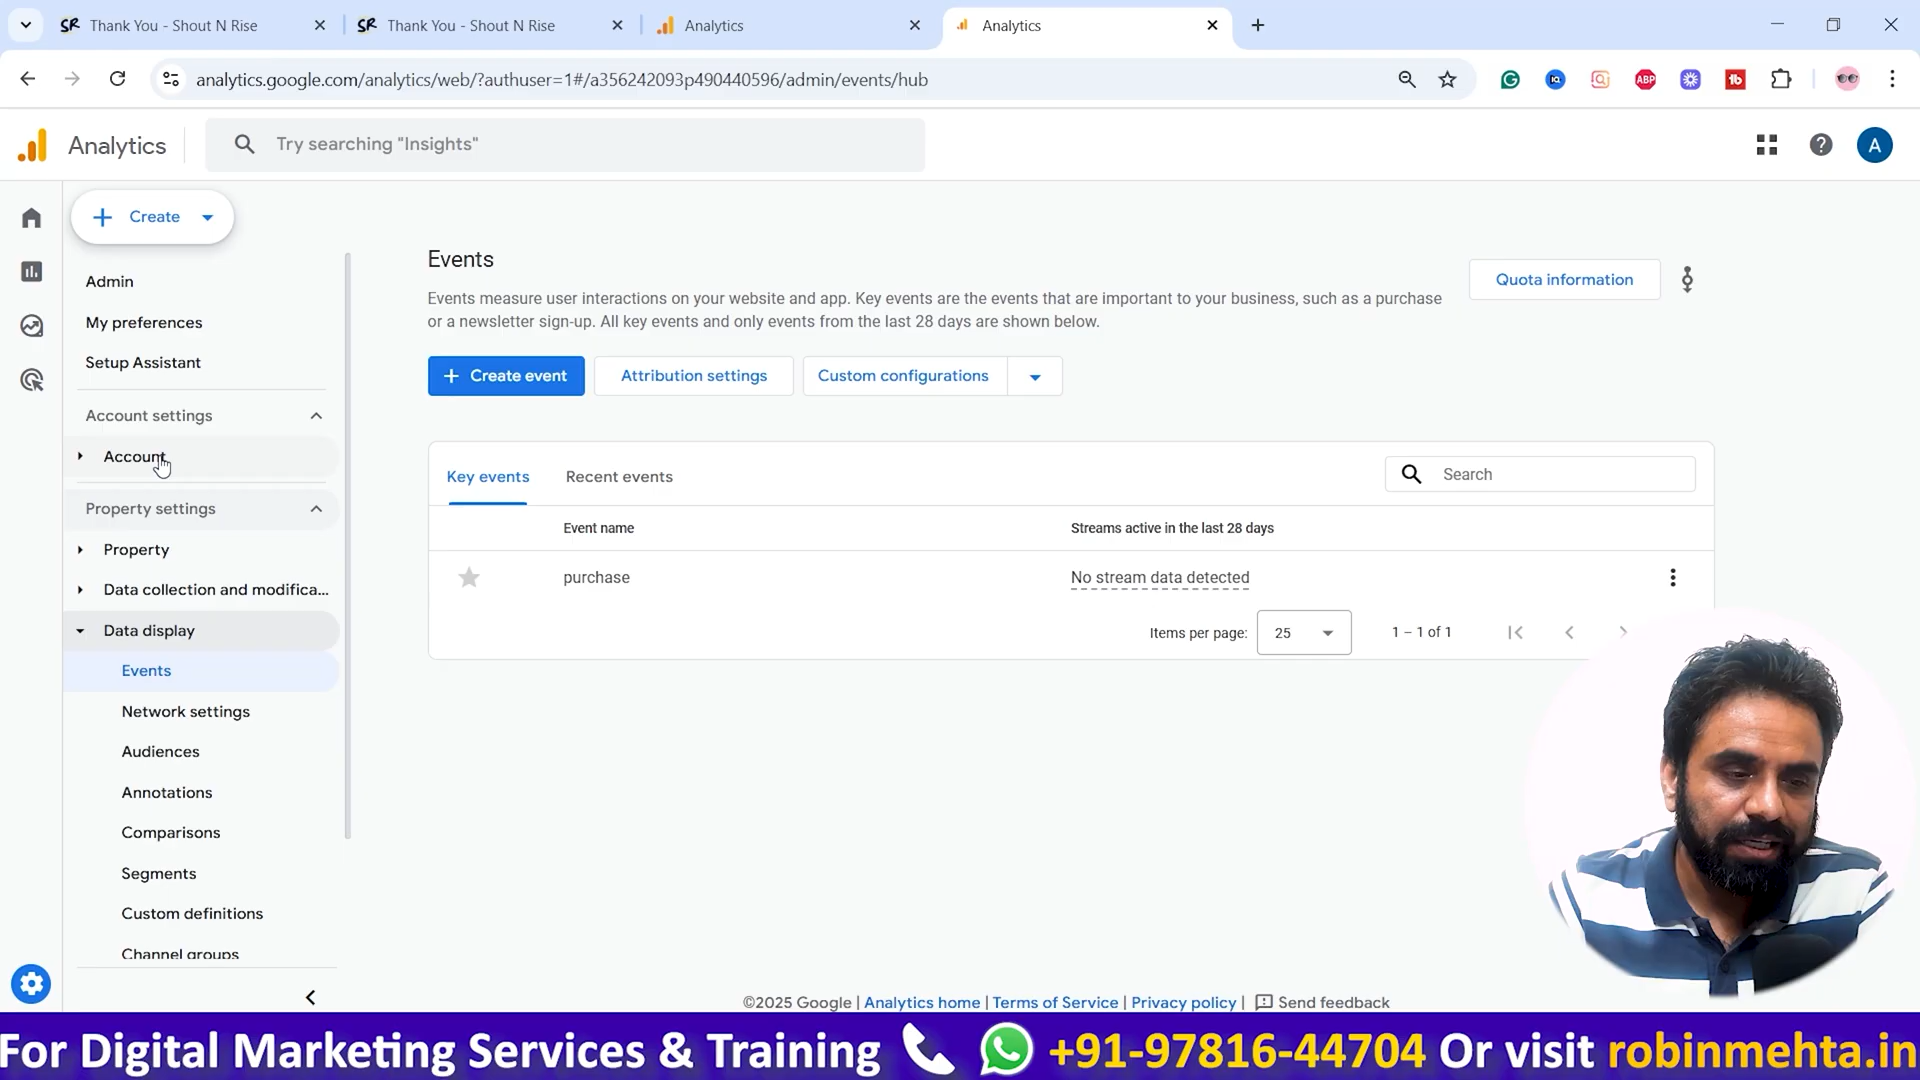 SR Thank You - Shout N Rise
SR Thank You - Shout N Rise
Analytics
Analytics
analytics.google.com/analytics/web/?authuser=1#/a356242093p490440596/admin/events/hub
ABP
Analytics
Try searching "Insights"
A
Create
Admin
My preferences
Setup Assistant
Account settings
Account
Property settings
Property
Data collection and modifica...
Data display
Events
Network settings
Audiences
Annotations
Comparisons
Segments
Custom definitions
Channel groups
Events
Quota information
Events measure user interactions on your website and app. Key events are the events that are important to your business, such as a purchase
or a newsletter sign-up. All key events and only events from the last 28 days are shown below.
Create event
Attribution settings
Custom configurations
Key events
Recent events
Search
Event name
Streams active in the last 28 days
purchase
No stream data detected
Items per page:
25
1 – 1 of 1
©2025 Google | Analytics home | Terms of Service | Privacy policy | Send feedback
For Digital Marketing Services & Training +91-97816-44704 Or visit robinmehta.in